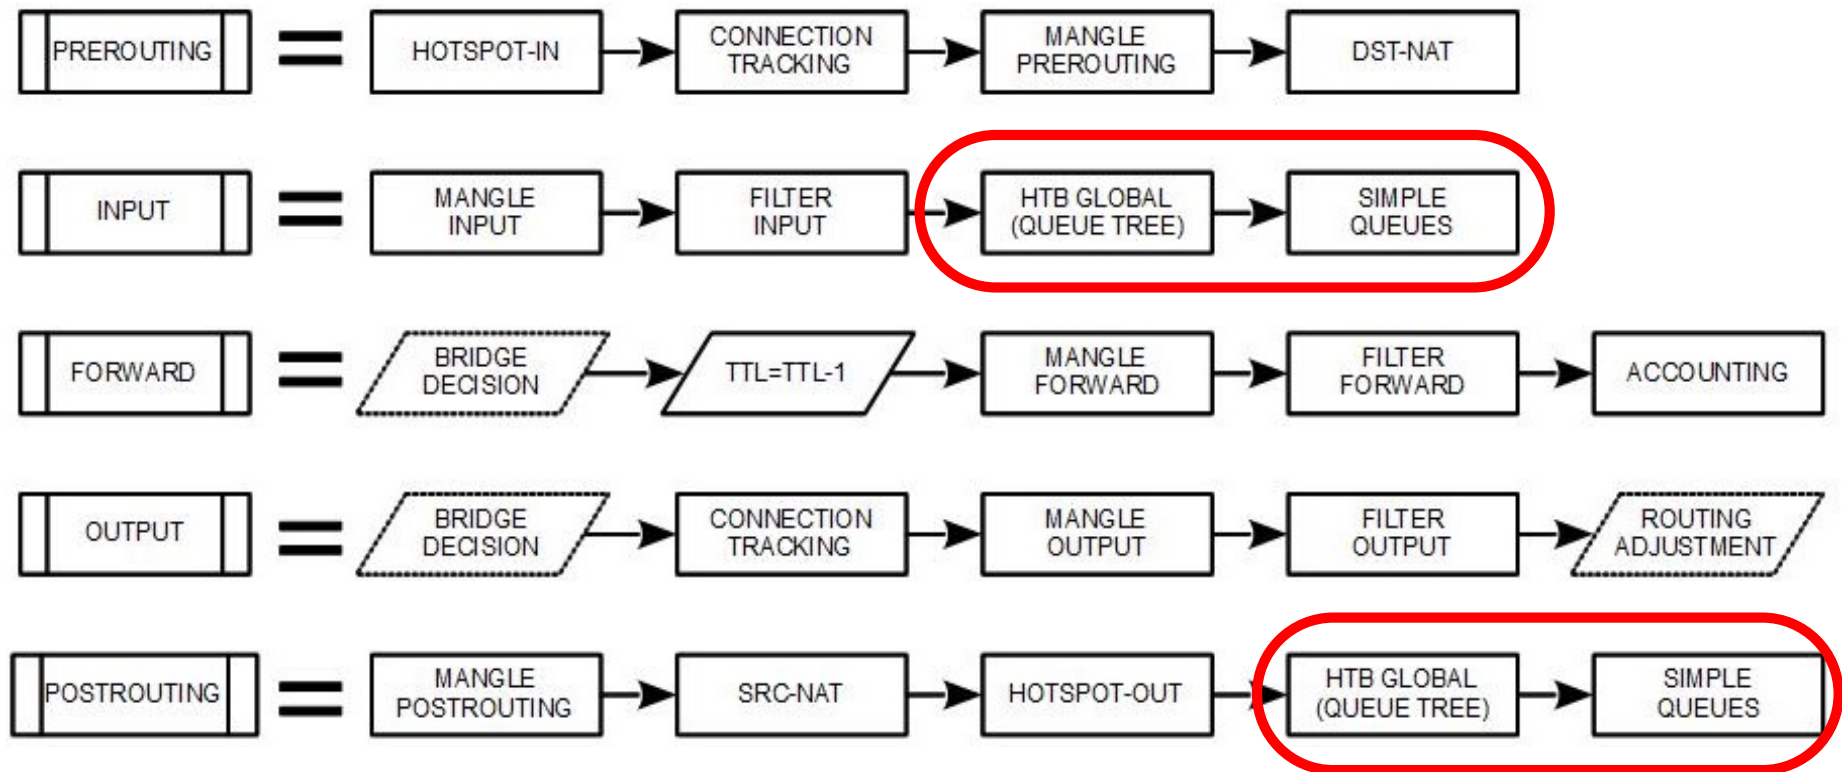 PREROUTING
=
HOTSPOT-IN
CONNECTION
TRACKING
MANGLE
PREROUTING
DST-NAT
INPUT
=
MANGLE
INPUT
FILTER
INPUT
HTB GLOBAL
(QUEUE TREE)
SIMPLE
QUEUES
FORWARD
=
BRIDGE
DECISION
TTL=TTL-1
MANGLE
FORWARD
FILTER
FORWARD
ACCOUNTING
OUTPUT
=
BRIDGE
DECISION
CONNECTION
TRACKING
MANGLE
OUTPUT
FILTER
OUTPUT
ROUTING
ADJUSTMENT
POSTROUTING
=
MANGLE
POSTROUTING
SRC-NAT
HOTSPOT-OUT
HTB GLOBAL
(QUEUE TREE)
SIMPLE
QUEUES